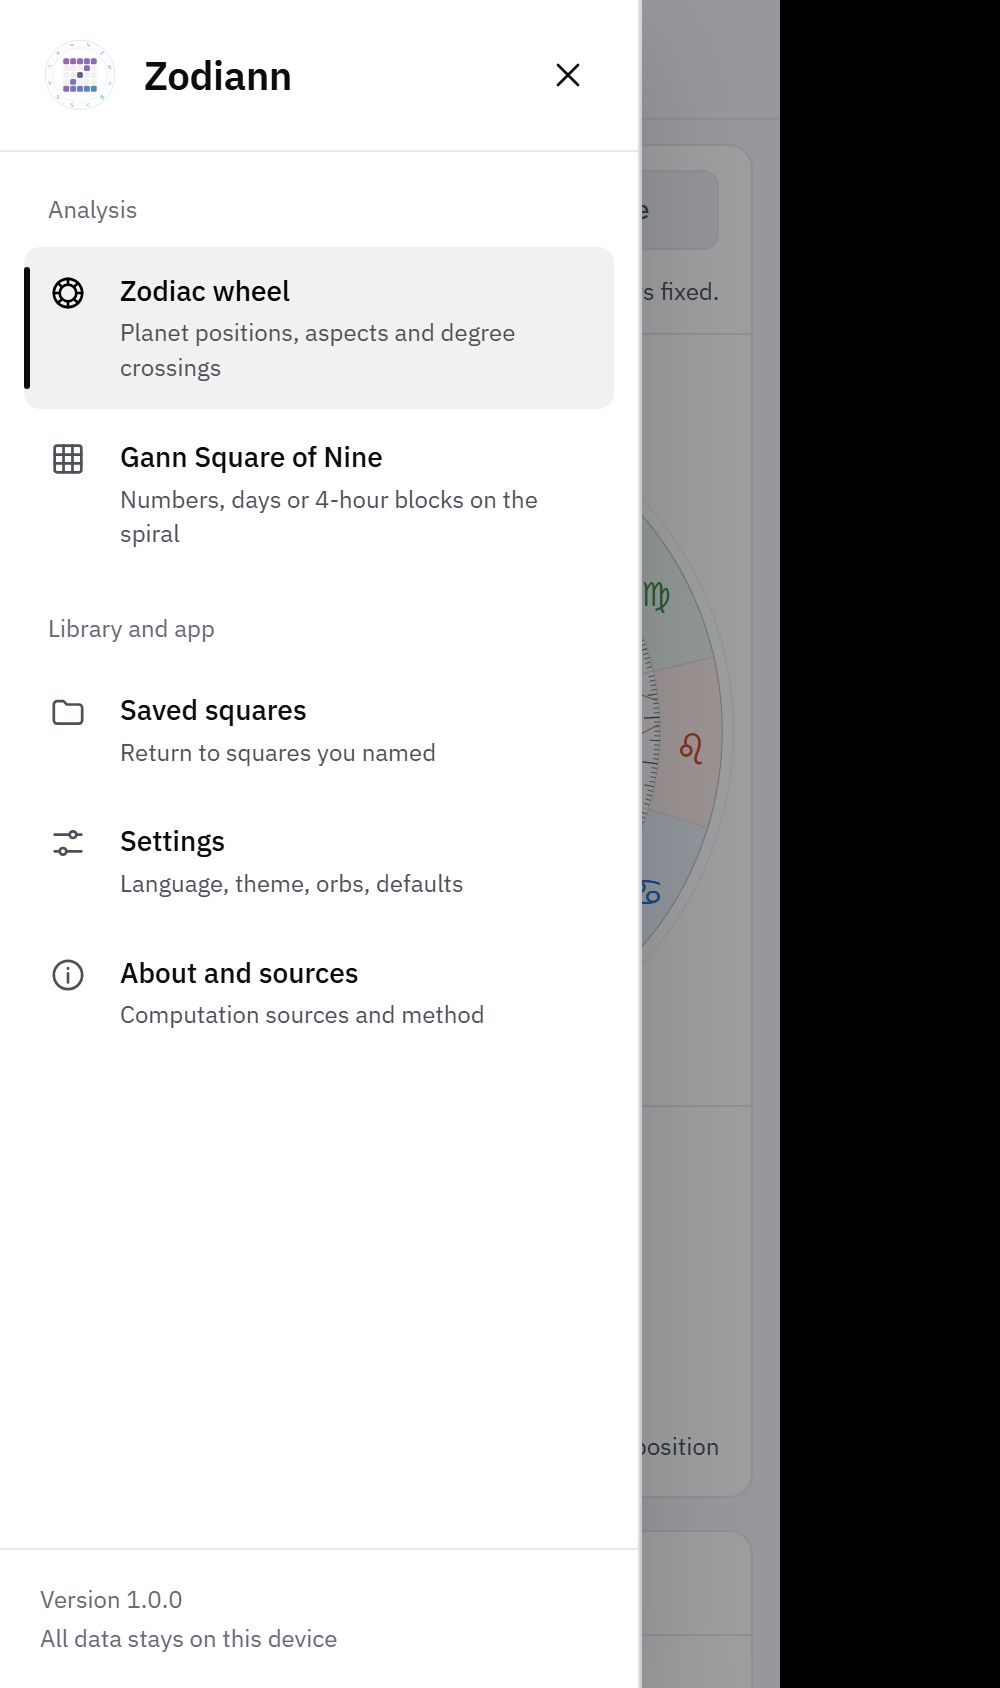 Zodiann
Analysis
Zodiac wheel
Planet positions, aspects and degree
crossings
Gann Square of Nine
Numbers, days or 4-hour blocks on the
spiral
Library and app
Saved squares
Return to squares you named
Settings
Language, theme, orbs, defaults
About and sources
Computation sources and method
Version 1.0.0
All data stays on this device
fixed.
♍
♌
♋